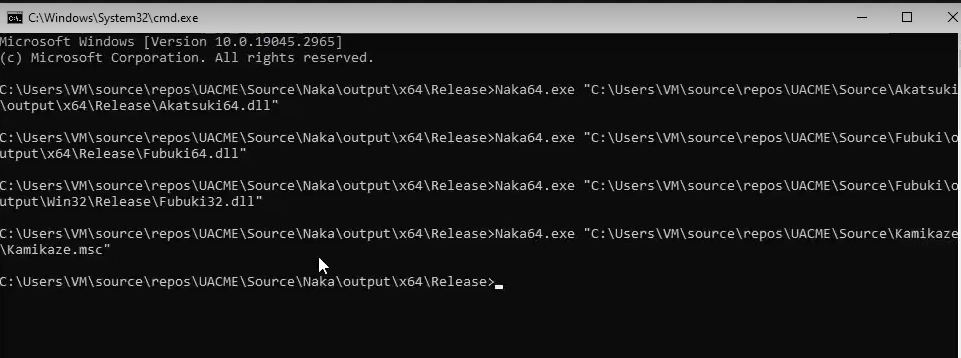 C:\Windows\System32\cmd.exe
Microsoft Windows [Version 10.0.19045.2965]
(c) Microsoft Corporation. All rights reserved.
C:\Users\VM\source\repos\UACME\Source\Naka\output\x64\Release>Naka64.exe "C:\Users\VM\source\repos\UACME\Source\Akatsuki
\output\x64\Release\Akatsuki64.dll"
C:\Users\VM\source\repos\UACME\Source\Naka\output\x64\Release>Naka64.exe "C:\Users\VM\source\repos\UACME\Source\Fubuki\o
utput\x64\Release\Fubuki64.dll"
C:\Users\VM\source\repos\UACME\Source\Naka\output\x64\Release>Naka64.exe "C:\Users\VM\source\repos\UACME\Source\Fubuki\o
utput\Win32\Release\Fubuki32.dll"
C:\Users\VM\source\repos\UACME\Source\Naka\output\x64\Release>Naka64.exe "C:\Users\VM\source\repos\UACME\Source\Kamikaze
\Kamikaze.msc"
C:\Users\VM\source\repos\UACME\Source\Naka\output\x64\Release>